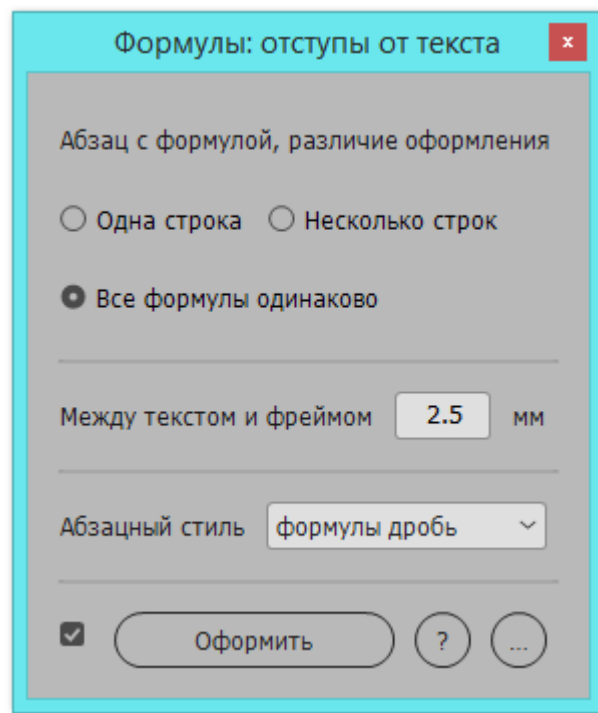 Формулы: отступы от текста x
Абзац с формулой, различие оформления
Одна строка Несколько строк
Все формулы одинаково
Между текстом и фреймом 2.5 мм
Абзацный стиль формулы дробь
Оформить ? ...